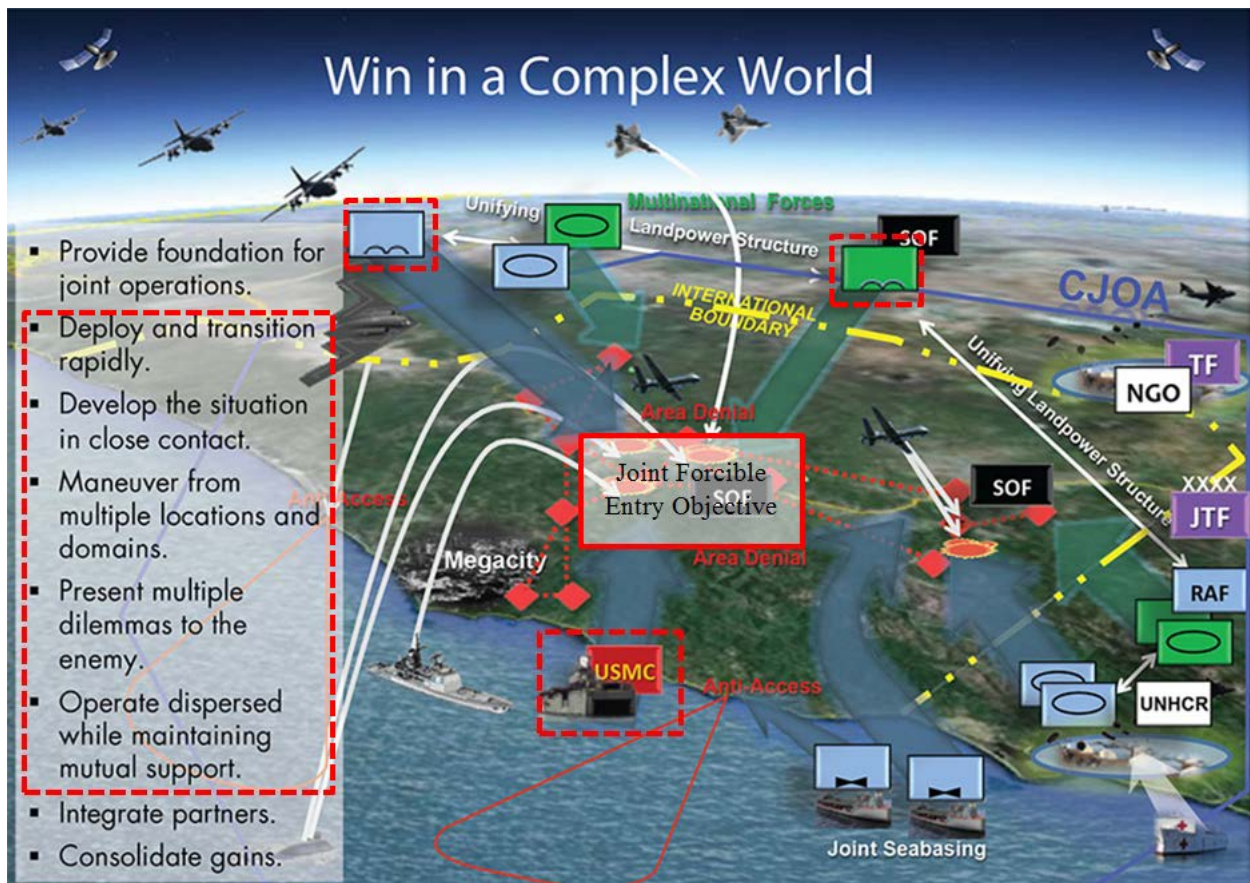 Win in a Complex World
▪ Provide foundation for
joint operations.
▪ Deploy and transition
rapidly.
▪ Develop the situation
in close contact.
▪ Maneuver from
multiple locations and
domains.
▪ Present multiple
dilemmas to the
enemy.
▪ Operate dispersed
while maintaining
mutual support.
▪ Integrate partners.
▪ Consolidate gains.
Unifying
Landpower Structure
Multinational Forces
SOF
CJOA
INTERNATIONAL
BOUNDARY
Unifying Landpower Structure
TF
NGO
Area Denial
Joint Forcible
Entry Objective
SOF
Area Denial
SOF
XXXX
JTF
Anti-Access
Megacity
RAF
USMC
Anti-Access
UNHCR
Joint Seabasing